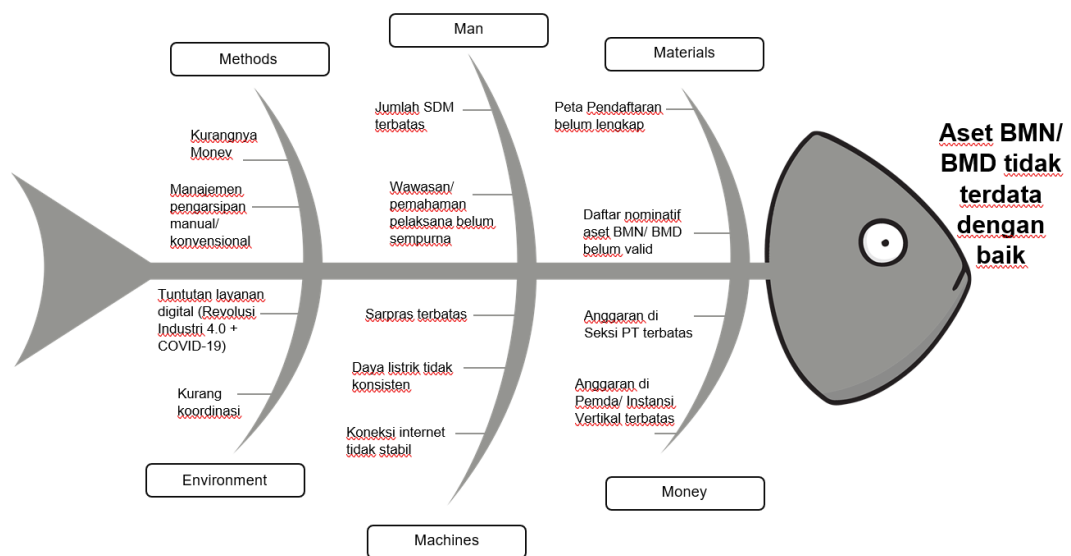 Methods
Man
Materials
Kurangnya
Monev
Manajemen
pengarsipan
manual/
konvensional
Jumlah SDM
terbatas
Wawasan/
pemahaman
pelaksana belum
sempurna
Peta Pendaftaran
belum lengkap
Daftar nominatif
aset BMN/ BMD
belum valid
Aset BMN/
BMD tidak
terdata
dengan
baik
Tuntutan layanan
digital (Revolusi
Industri 4.0 +
COVID-19)
Kurang
koordinasi
Sarpras terbatas
Daya listrik tidak
konsisten
Koneksi internet
tidak stabil
Anggaran di
Seksi PT terbatas
Anggaran di
Pemda/ Instansi
Vertikal terbatas
Environment
Machines
Money